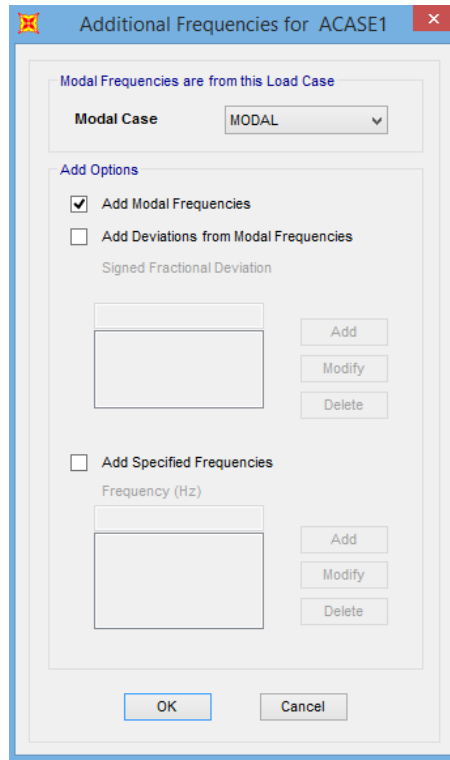 Additional Frequencies for ACASE1
Modal Frequencies are from this Load Case
Modal Case
MODAL
Add Options
Add Modal Frequencies
Add Deviations from Modal Frequencies
Signed Fractional Deviation
Add
Modify
Delete
Add Specified Frequencies
Frequency (Hz)
Add
Modify
Delete
OK Cancel